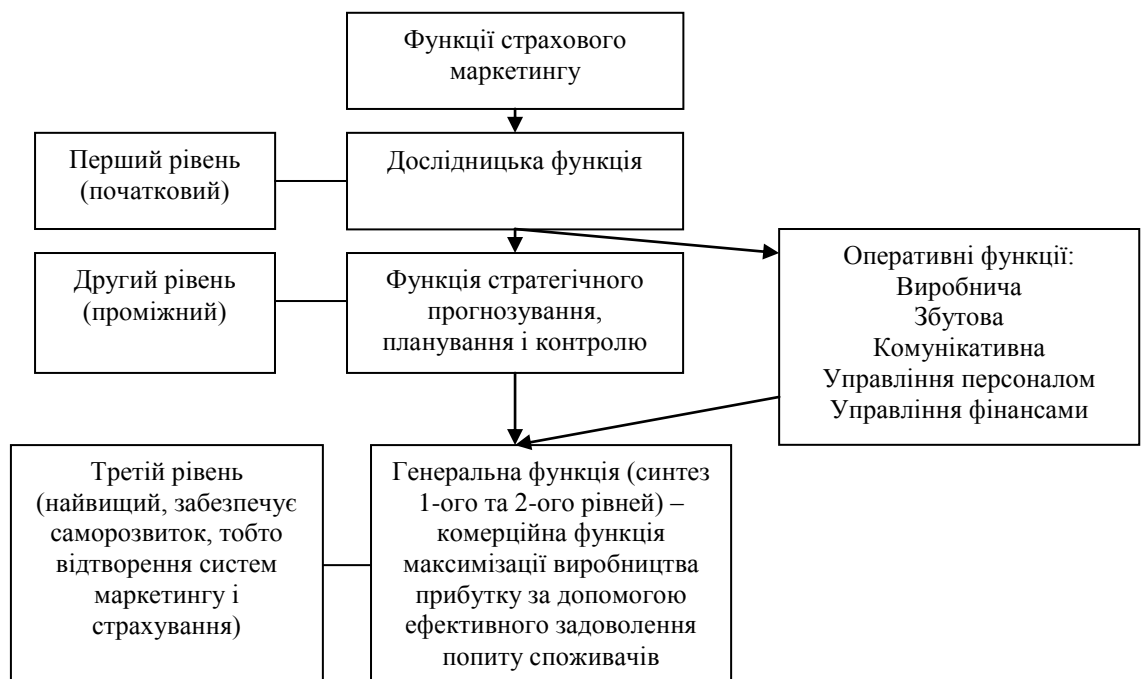 Функції страхового
маркетингу
Перший рівень
(початковий)
Дослідницька функція
Другий рівень
(проміжний)
Функція стратегічного
прогнозування,
планування і контролю
Оперативні функції:
Виробнича
Збутова
Комунікативна
Управління персоналом
Управління фінансами
Третій рівень
(найвищий, забезпечує
саморозвиток, тобто
відтворення систем
маркетингу і
страхування)
Генеральна функція (синтез
1-ого та 2-ого рівней) –
комерційна функція
максимізації виробництва
прибутку за допомогою
ефективного задоволення
попиту споживачів